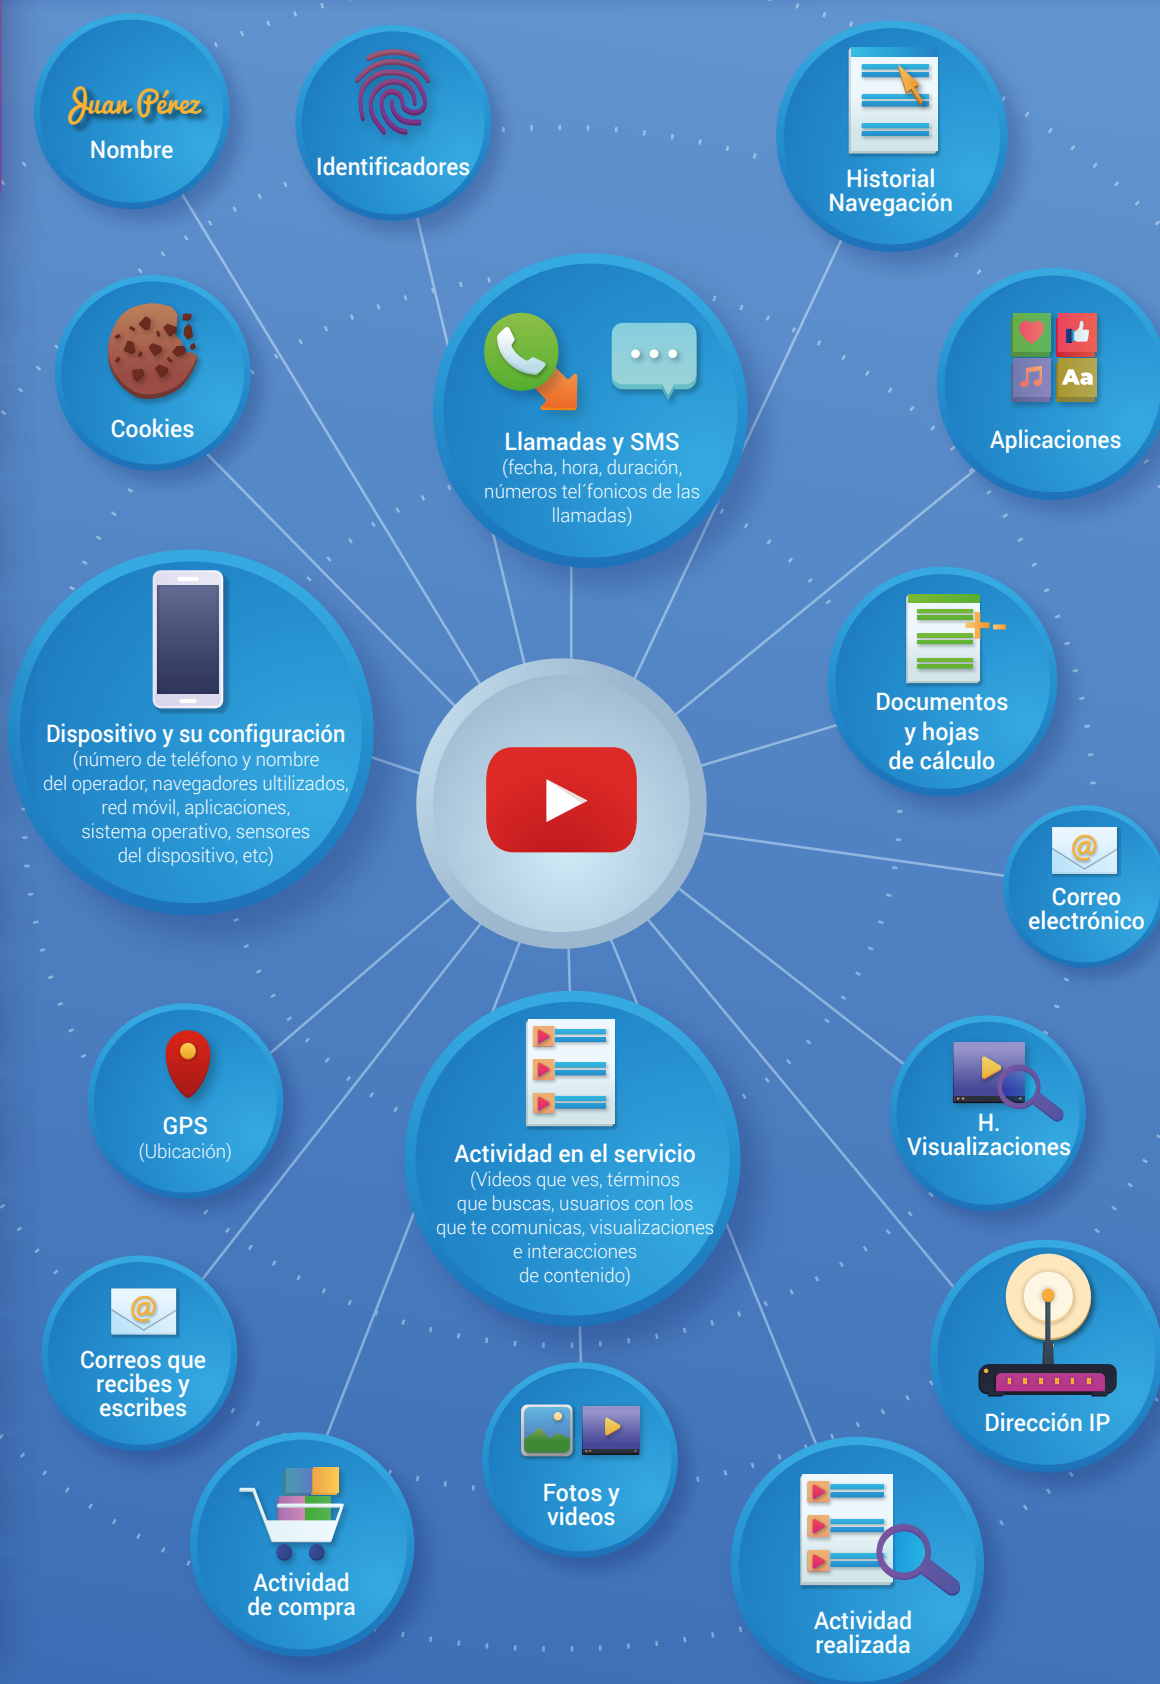 Juan Pérez
Nombre
Identificadores
Historial
Navegación
Cookies
Llamadas y SMS
(fecha, hora, duración,
números tel´fonicos de las
llamadas)
Aa
Aplicaciones
Dispositivo y su configuración
(número de teléfono y nombre
del operador, navegadores ultilizados,
red móvil, aplicaciones,
sistema operativo, sensores
del dispositivo, etc)
Documentos
y hojas
de cálculo
@
Correo
electrónico
GPS
(Ubicación)
Actividad en el servicio
(Videos que ves, términos
que buscas, usuarios con los
que te comunicas, visualizaciones
e interacciones
de contenido)
H.
Visualizaciones
@
Correos que
recibes y
escribes
Dirección IP
Fotos y
videos
Actividad
de compra
Actividad
realizada